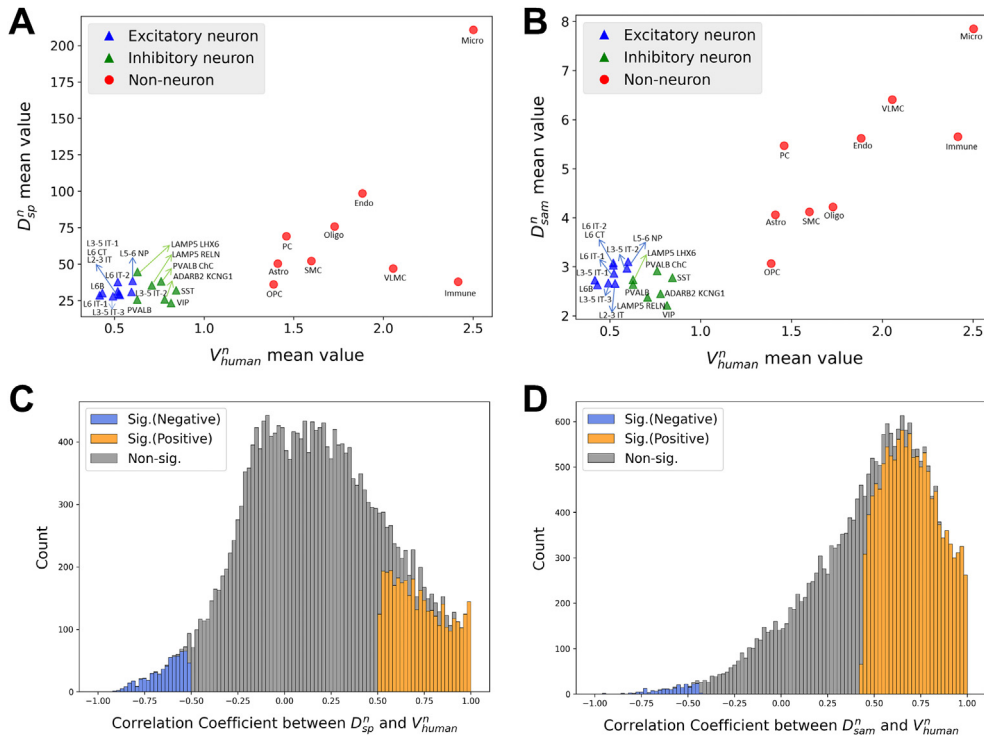 A
Excitatory neuron
Inhibitory neuron
Non-neuron
D^n_sp mean value
200
175
150
125
100
75
50
25
Micro
Endo
Oligo
PC
SMC
Astro
VLMC
OPC
Immune
L3-5 IT-1
L6 CT
L2-3 IT
L5-6 NP
LAMP5 LHX6
LAMP5 RELN
PVALB ChC
ADARB2 KCNG1
L6 IT-2
L6B
L3-5 IT-2
SST
L6 IT-1
L3-5 IT-3
PVALB
VIP
0.5
1.0
1.5
2.0
2.5
V^n_human mean value
B
Excitatory neuron
Inhibitory neuron
Non-neuron
D^n_sam mean value
8
7
6
5
4
3
2
Micro
VLMC
PC
Endo
Immune
Astro
SMC
Oligo
OPC
L6 IT-2
L6 CT
L3-5 IT-2
L5-6 NP
LAMP5 LHX6
L6 IT-1
PVALB ChC
L3-5 IT-1
SST
L6B
PVALB
L3-5 IT-3
ADARB2 KCNG1
LAMP5 RELN
L2-3 IT
VIP
0.5
1.0
1.5
2.0
2.5
V^n_human mean value
C
Sig.(Negative)
Sig.(Positive)
Non-sig.
Count
400
300
200
100
0
−1.00
−0.75
−0.50
−0.25
0.00
0.25
0.50
0.75
1.00
Correlation Coefficient between D^n_sp and V^n_human
D
Sig.(Negative)
Sig.(Positive)
Non-sig.
Count
600
500
400
300
200
100
0
−1.00
−0.75
−0.50
−0.25
0.00
0.25
0.50
0.75
1.00
Correlation Coefficient between D^n_sam and V^n_human